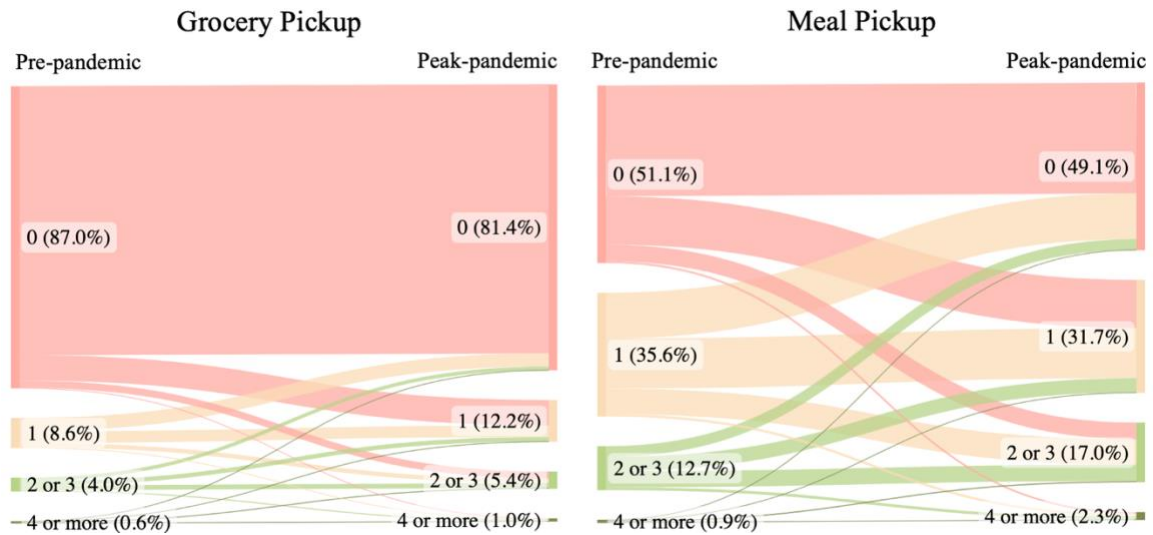 Grocery Pickup
Pre-pandemic
Peak-pandemic
0 (87.0%)
0 (81.4%)
1 (8.6%)
1 (12.2%)
2 or 3 (4.0%)
2 or 3 (5.4%)
4 or more (0.6%)
4 or more (1.0%)
Meal Pickup
Pre-pandemic
Peak-pandemic
0 (51.1%)
0 (49.1%)
1 (35.6%)
1 (31.7%)
2 or 3 (12.7%)
2 or 3 (17.0%)
4 or more (0.9%)
4 or more (2.3%)